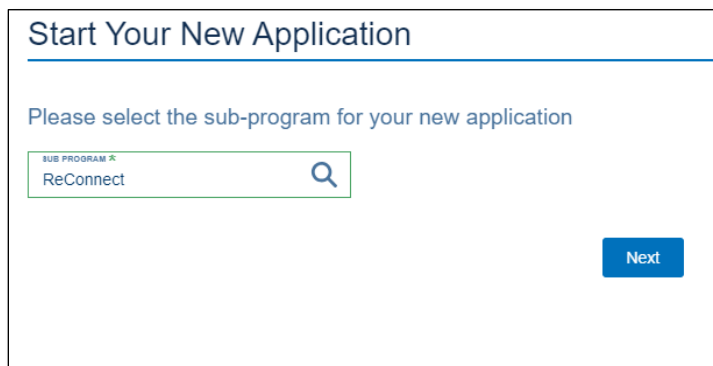 Start Your New Application
Please select the sub-program for your new application
SUB PROGRAM *
ReConnect
Next